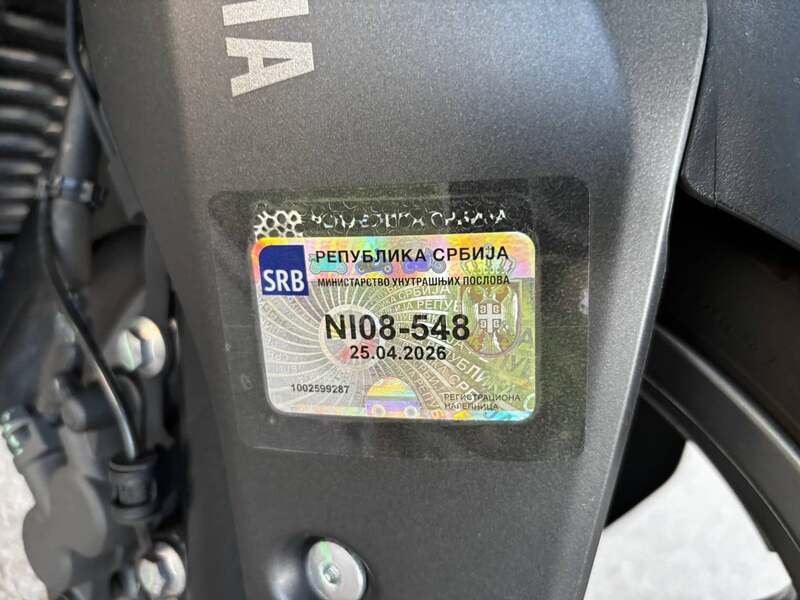 РЕПУБЛИКА СРБИЈА
SRB
МИНИСТАРСТВО УНУТРАШЊИХ ПОСЛОВА
NI08-548
25.04.2026
1002599287
РЕГИСТРАЦИОНА
НАЛЕПНИЦА